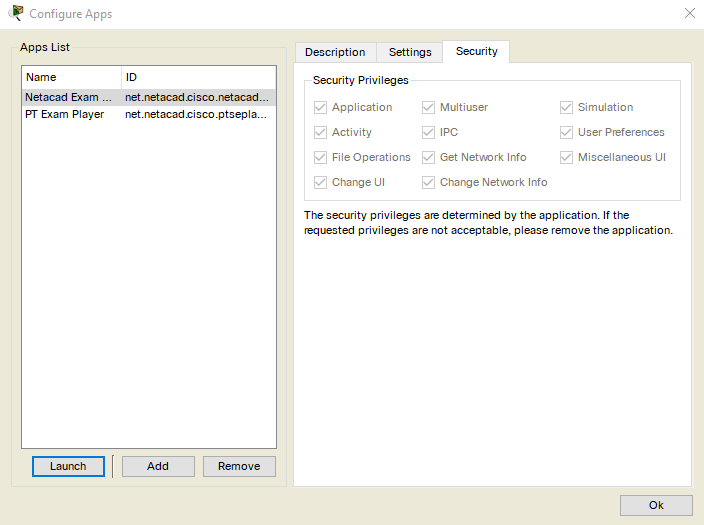 Configure Apps
Apps List
Name ID
Netacad Exam ... net.netacad.cisco.netacad...
PT Exam Player net.netacad.cisco.ptsepla...
Launch Add Remove
Description Settings Security
Security Privileges
Application Multiuser Simulation
Activity IPC User Preferences
File Operations Get Network Info Miscellaneous UI
Change UI Change Network Info
The security privileges are determined by the application. If the
requested privileges are not acceptable, please remove the application.
Ok